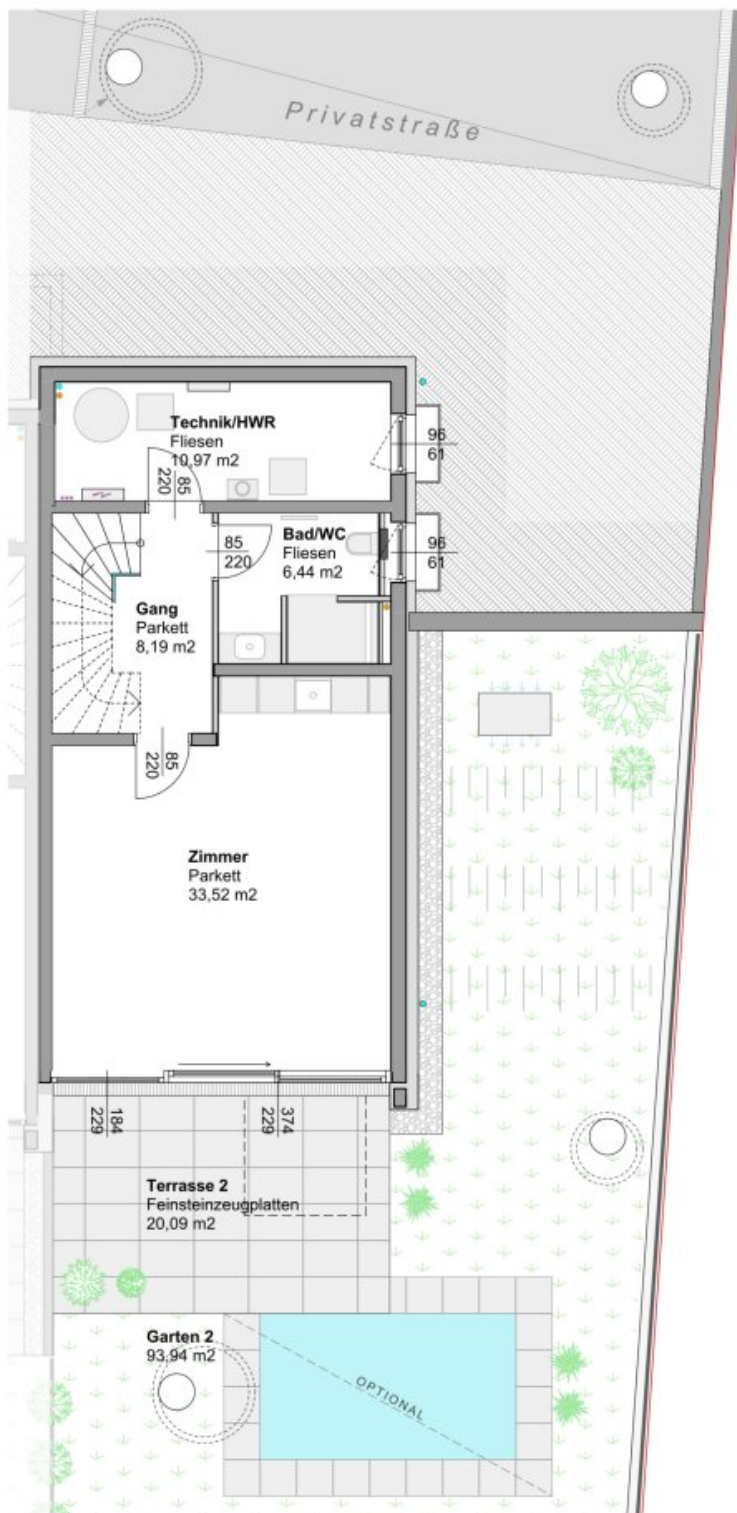 Privatstraße
Technik/HWR
Fliesen
10,97 m2
96
61
85
220
Bad/WC
Fliesen
6,44 m2
85
220
96
61
Gang
Parkett
8,19 m2
85
220
Zimmer
Parkett
33,52 m2
184
229
374
229
Terrasse 2
Feinsteinzeugplatten
20,09 m2
Garten 2
93,94 m2
OPTIONAL